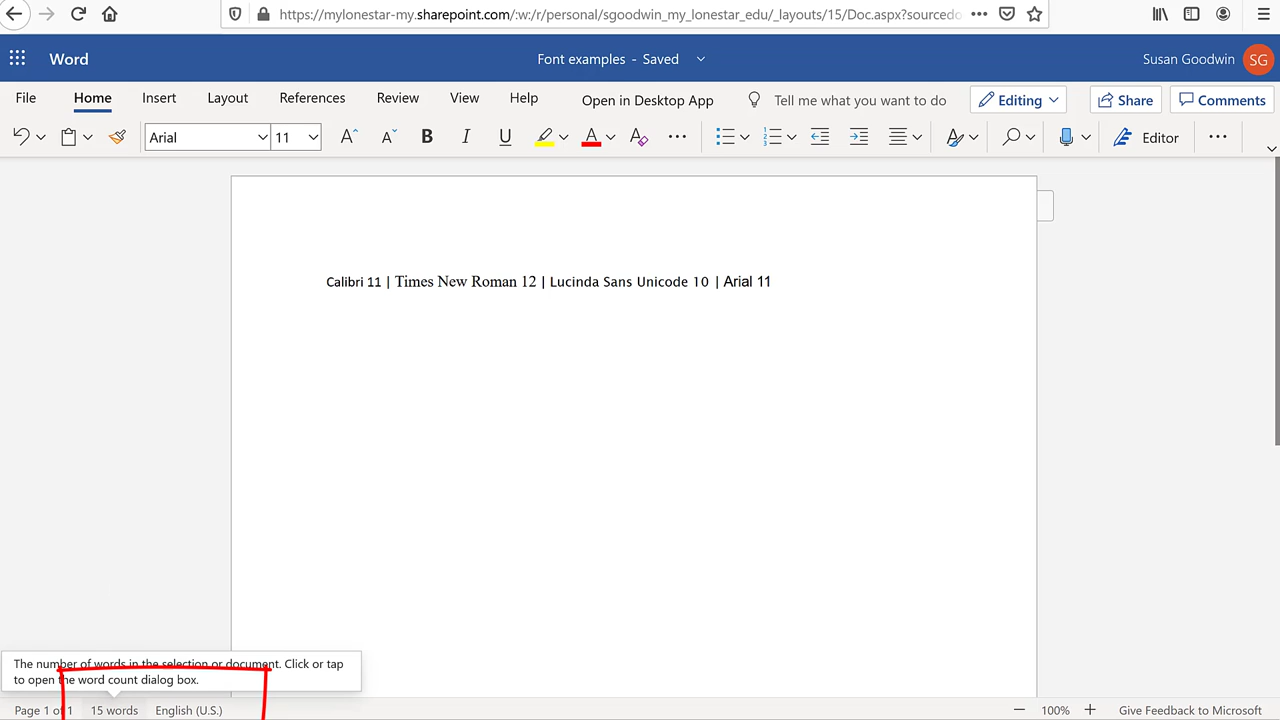 https://mylonestar-my.sharepoint.com/:w:/r/personal/sgoodwin_my_lonestar_edu/_layouts/15/Doc.aspx?sourcedo
Word
Font examples - Saved
Susan Goodwin SG
File Home Insert Layout References Review View Help Open in Desktop App Tell me what you want to do Editing Share Comments
Arial 11 B I U A Editor
Calibri 11 | Times New Roman 12 | Lucinda Sans Unicode 10 | Arial 11
The number of words in the selection or document. Click or tap
to open the word count dialog box.
Page 1 of 1 15 words English (U.S.) 100% Give Feedback to Microsoft